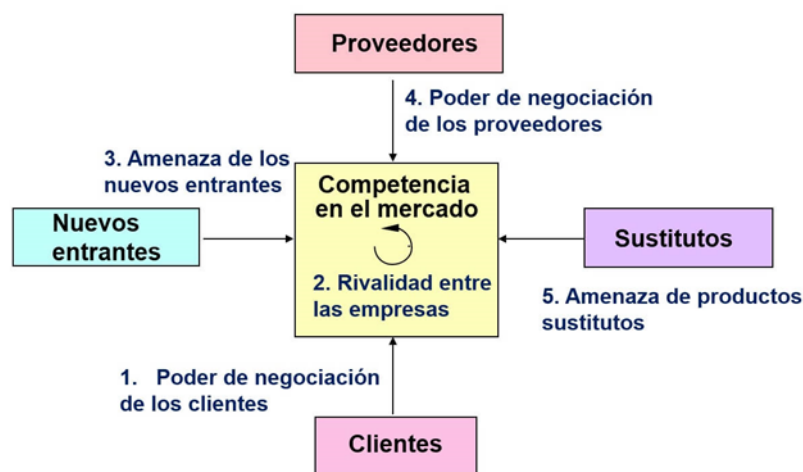 Proveedores
4. Poder de negociación
de los proveedores
3. Amenaza de los
nuevos entrantes
Competencia
en el mercado
Nuevos
entrantes
Sustitutos
2. Rivalidad entre
las empresas
5. Amenaza de productos
sustitutos
1. Poder de negociación
de los clientes
Clientes